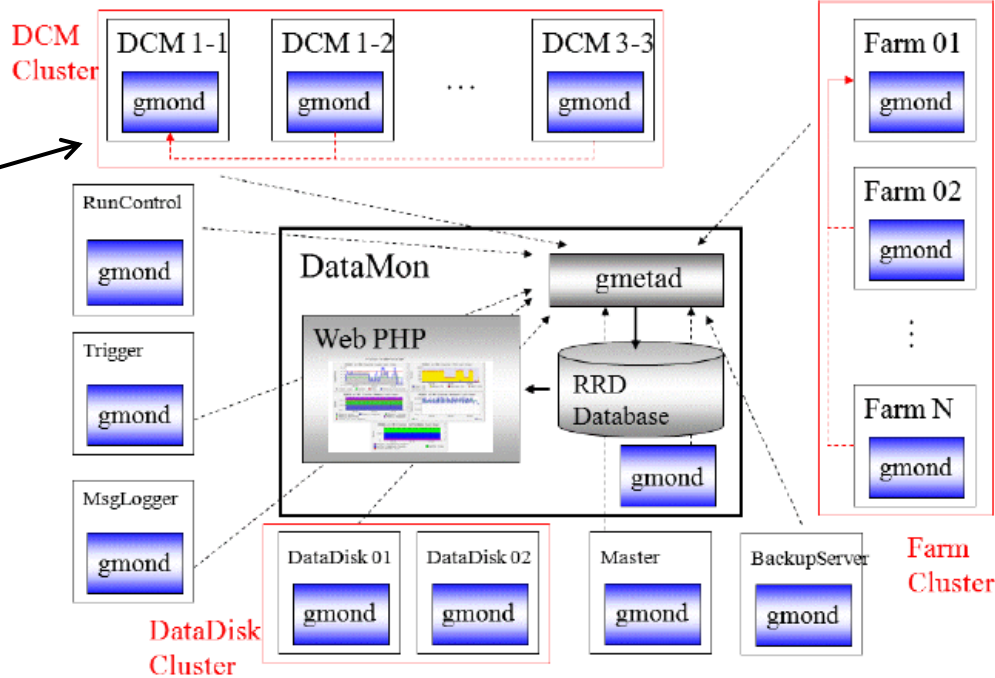 DCM
Cluster
DCM 1-1
gmond
DCM 1-2
gmond
...
DCM 3-3
gmond
Farm 01
gmond
Farm 02
gmond
...
Farm N
gmond
Farm
Cluster
RunControl
gmond
Trigger
gmond
MsgLogger
gmond
DataMon
gmetad
Web PHP
RRD
Database
gmond
DataDisk 01
gmond
DataDisk 02
gmond
DataDisk
Cluster
Master
gmond
BackupServer
gmond